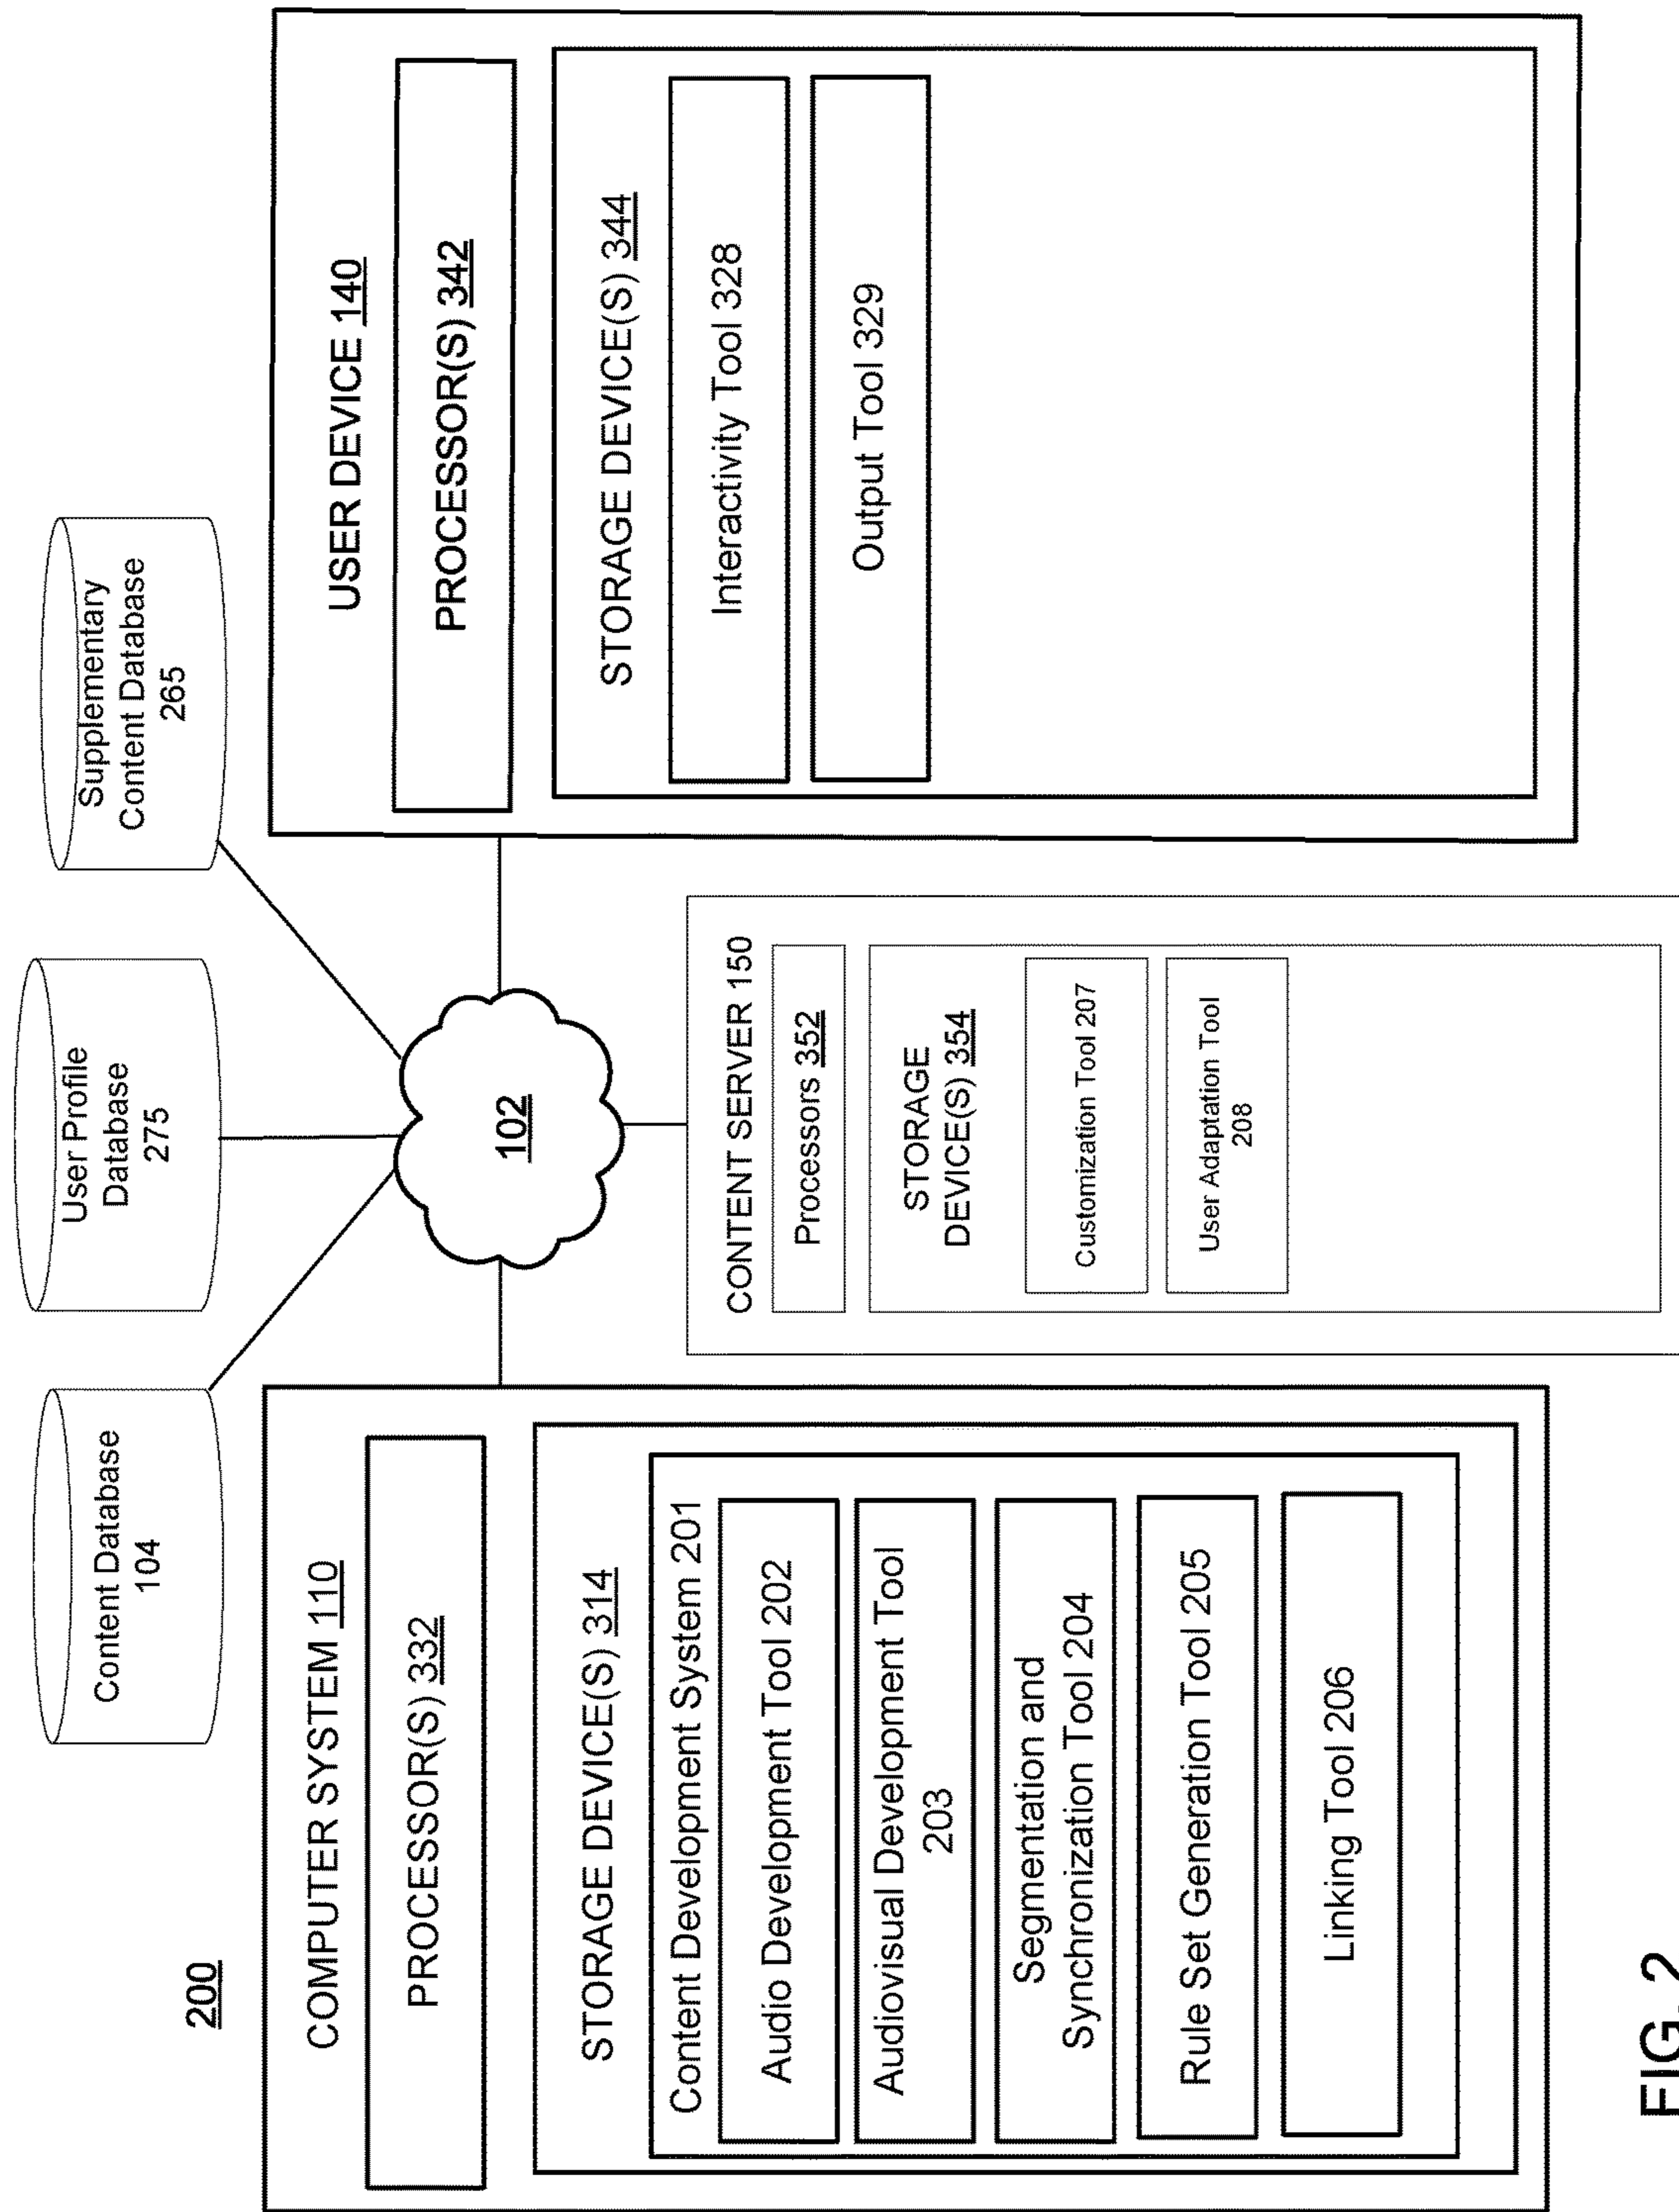 200
Content Database
104
User Profile
Database
275
Supplementary
Content Database
265
COMPUTER SYSTEM 110
PROCESSOR(S) 332
STORAGE DEVICE(S) 314
Content Development System 201
Audio Development Tool 202
Audiovisual Development Tool
203
Segmentation and
Synchronization Tool 204
Rule Set Generation Tool 205
Linking Tool 206
102
CONTENT SERVER 150
Processors 352
STORAGE
DEVICE(S) 354
Customization Tool 207
User Adaptation Tool
208
USER DEVICE 140
PROCESSOR(S) 342
STORAGE DEVICE(S) 344
Interactivity Tool 328
Output Tool 329
FIG. 2